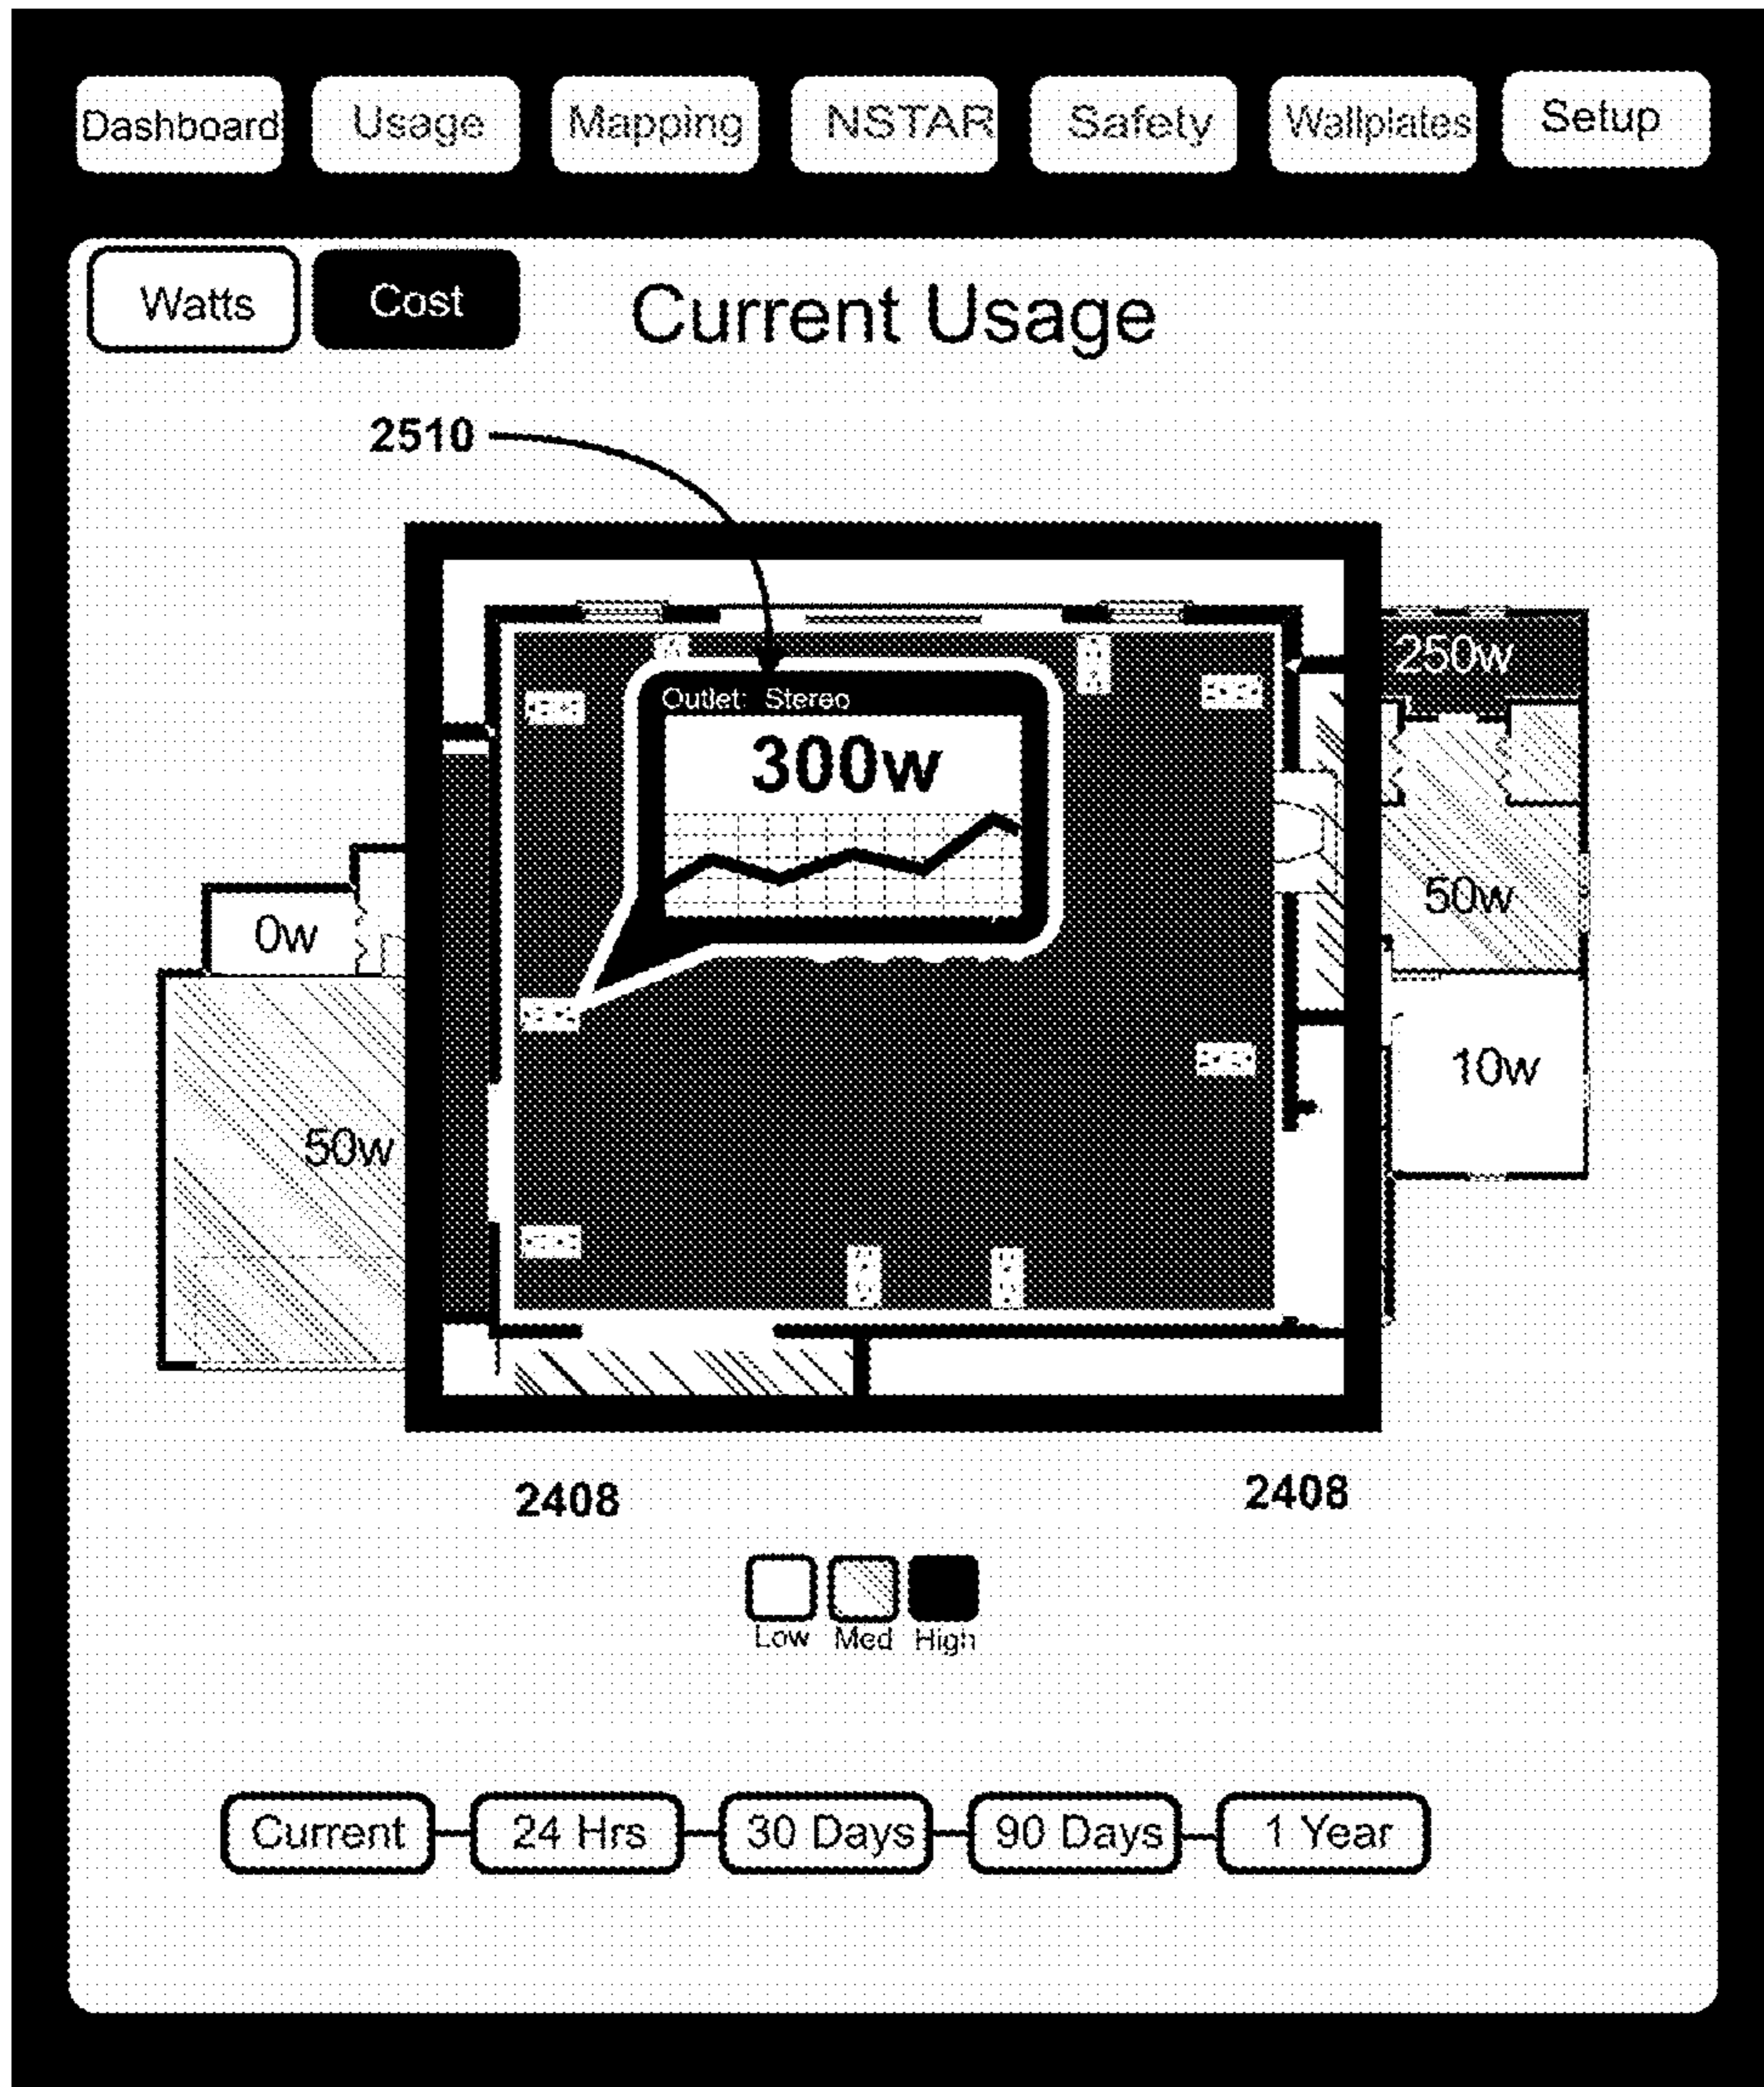 Dashboard Usage Mapping NSTAR Safety Wallplates Setup
Watts Cost Current Usage
2510
Outlet: Stereo
300w
250w
50w
0w
10w
50w
2408 2408
Low Med High
Current 24 Hrs 30 Days 90 Days 1 Year